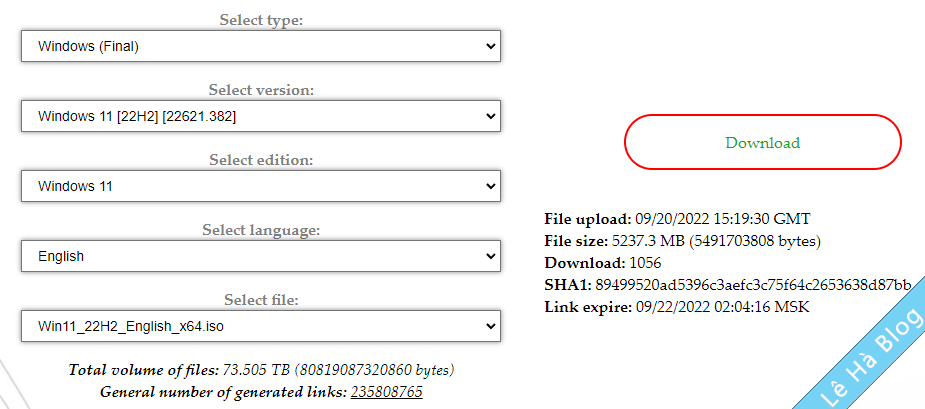 Select type:
Windows (Final)
Select version:
Windows 11 [22H2] [22621.382]
Select edition:
Windows 11
Select language:
English
Select file:
Win11_22H2_English_x64.iso
Total volume of files: 73.505 TB (80819087320860 bytes)
General number of generated links: 235808765
Download
File upload: 09/20/2022 15:19:30 GMT
File size: 5237.3 MB (5491703808 bytes)
Download: 1056
SHA1: 89499520ad5396c3aefc3c75f64c2653638d87bb
Link expire: 09/22/2022 02:04:16 MSK
Lê Hà Blog